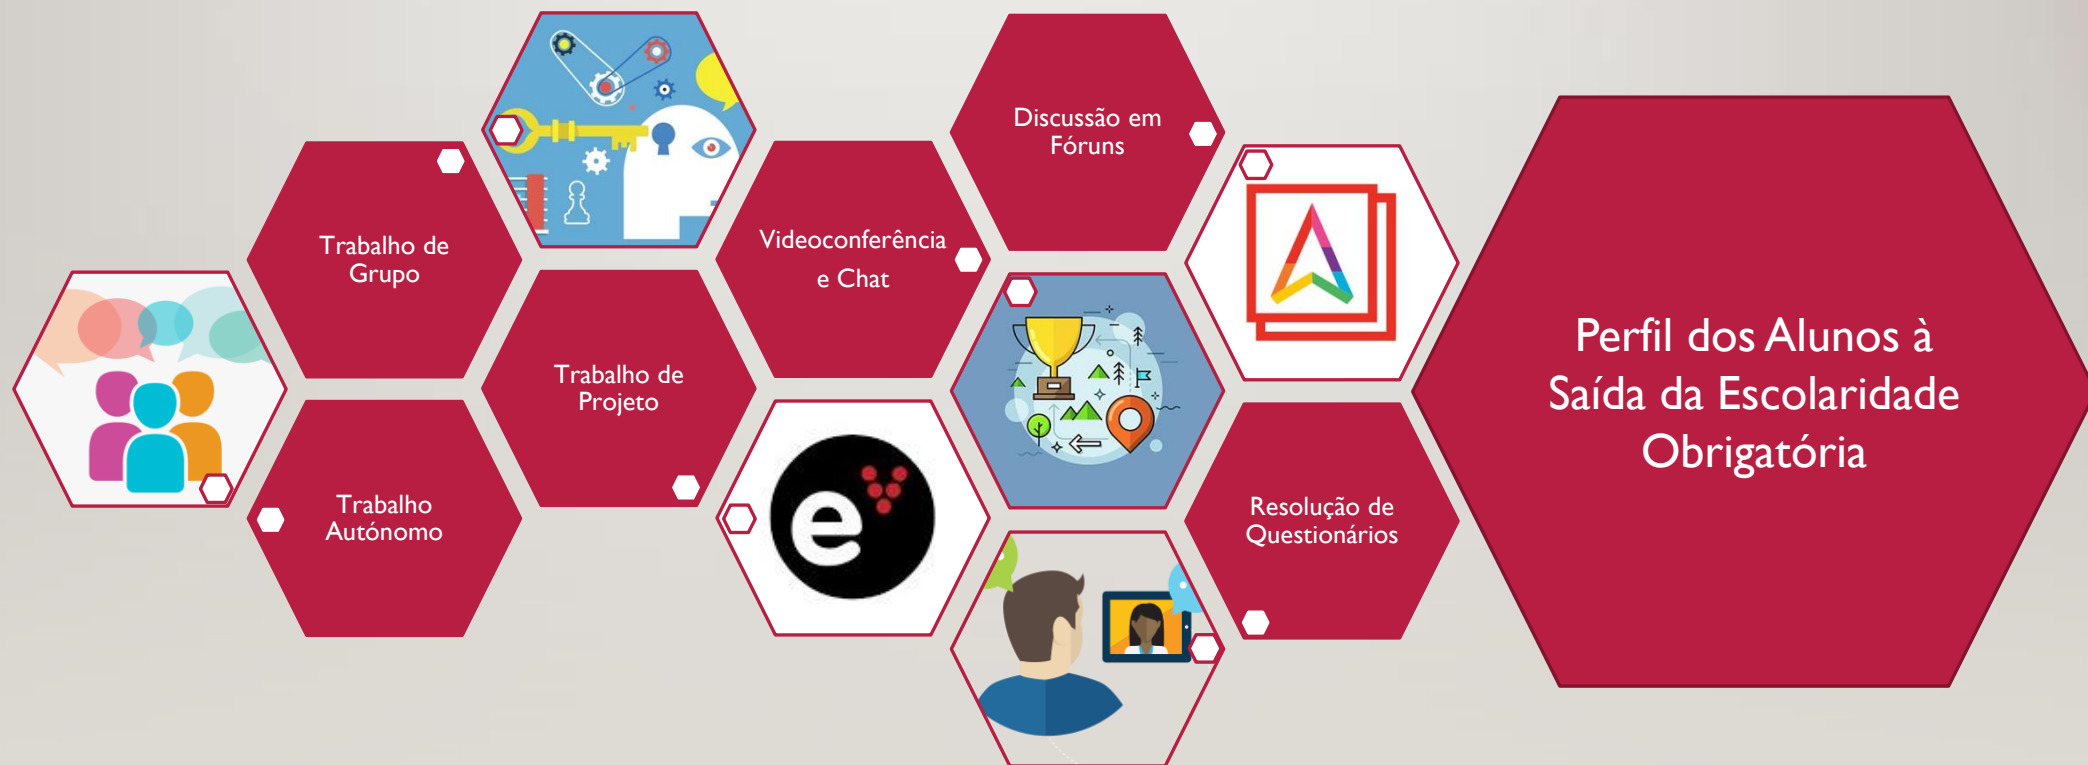 Trabalho de
Grupo
Trabalho
Autónomo
Trabalho de
Projeto
Videoconferência
e Chat
e
Discussão em
Fóruns
Resolução de
Questionários
Perfil dos Alunos à
Saída da Escolaridade
Obrigatória